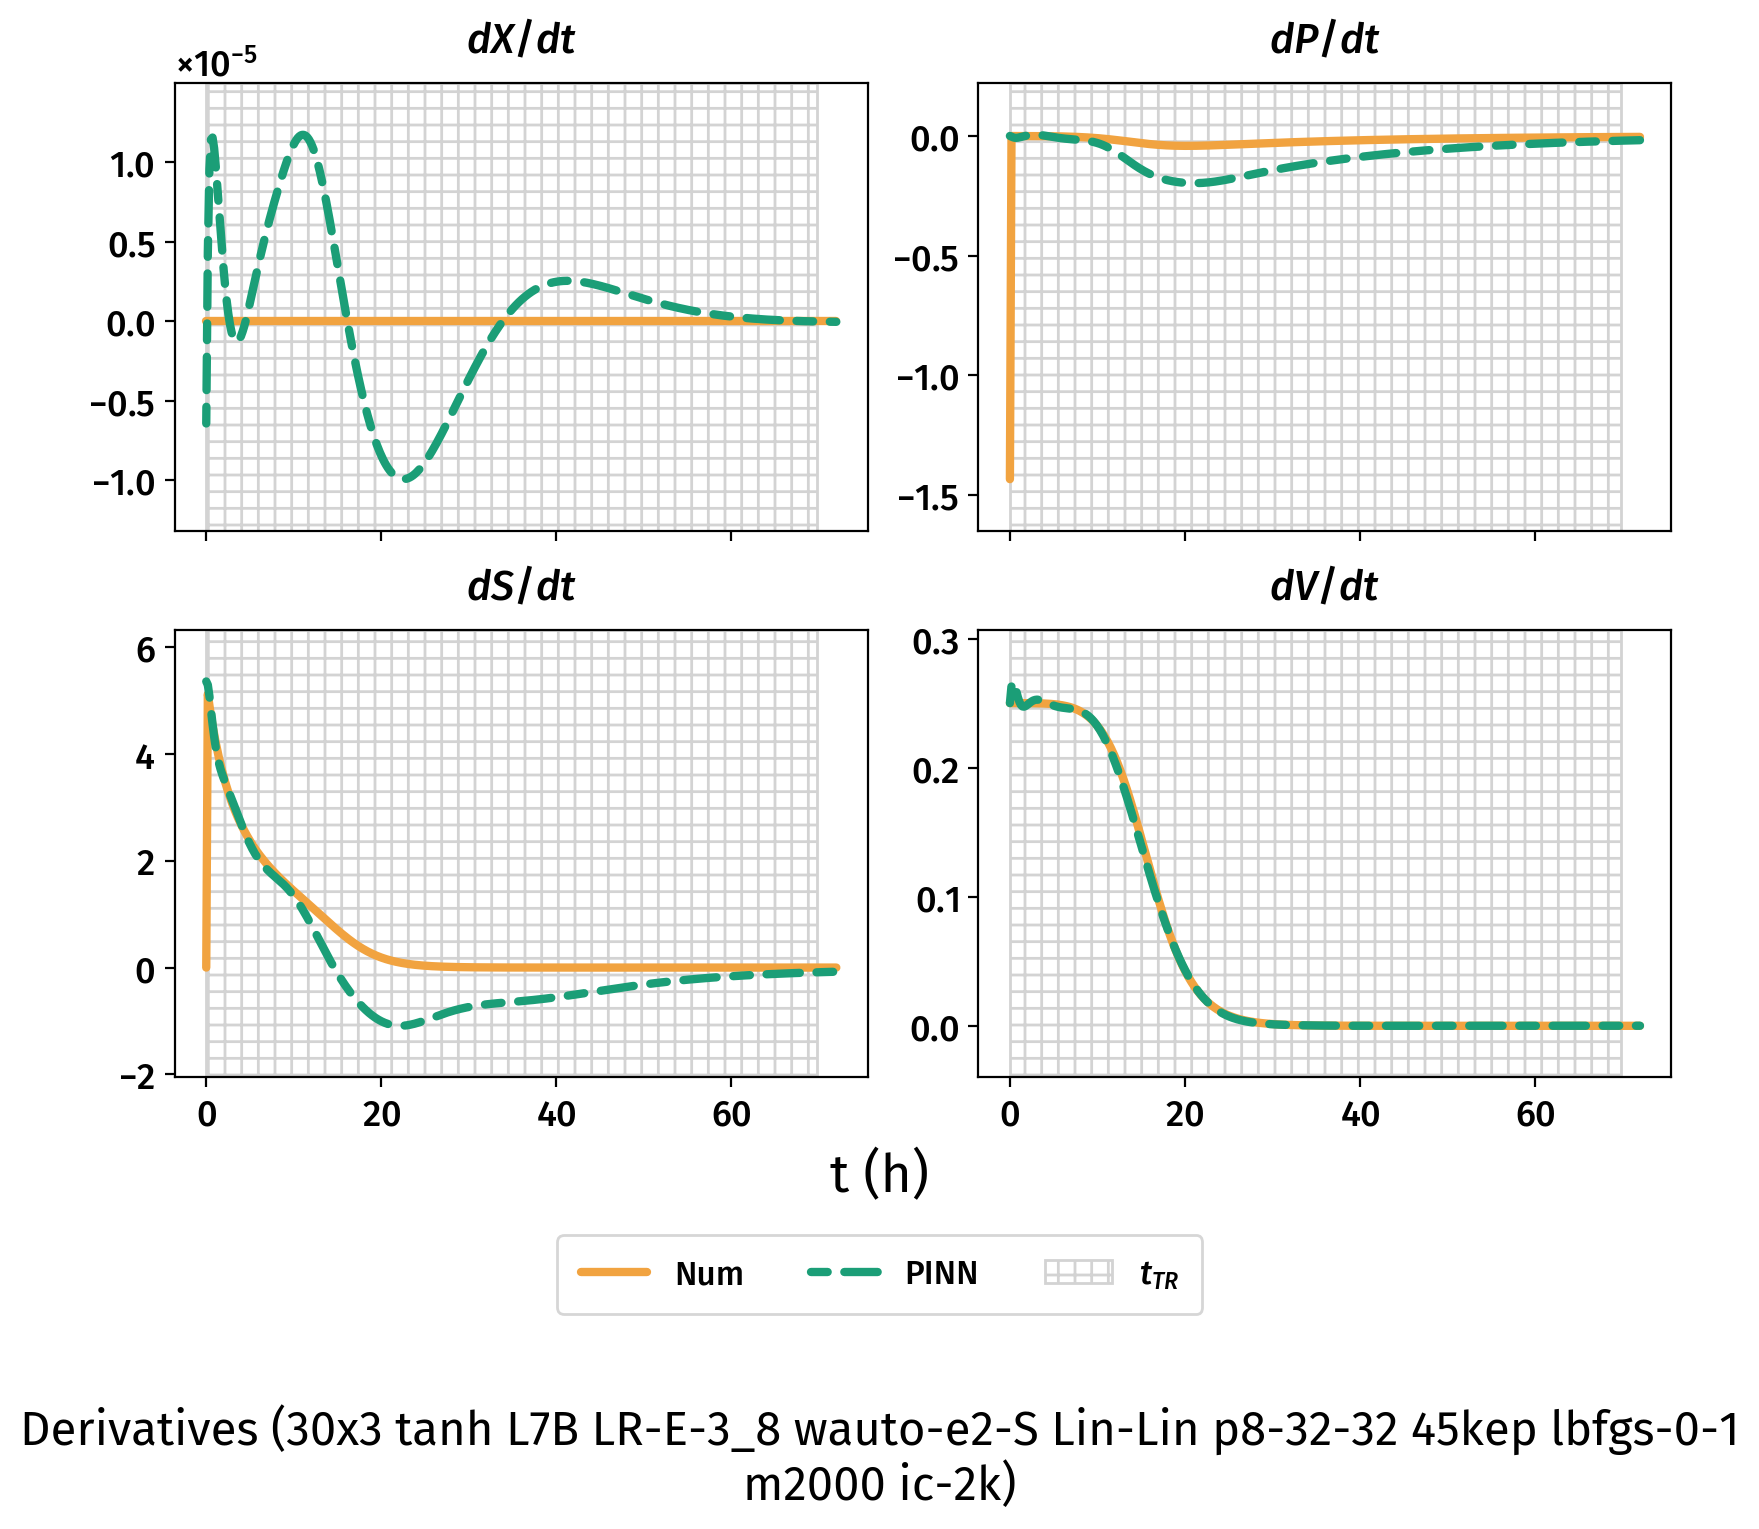 dX/dt
dP/dt
×10⁻⁵
1.0
0.5
0.0
−0.5
−1.0
0.0
−0.5
−1.0
−1.5
dS/dt
dV/dt
6
4
2
0
−2
0.3
0.2
0.1
0.0
0 20 40 60
0 20 40 60
t (h)
Num PINN t_TR
Derivatives (30x3 tanh L7B LR-E-3_8 wauto-e2-S Lin-Lin p8-32-32 45kep lbfgs-0-1
m2000 ic-2k)